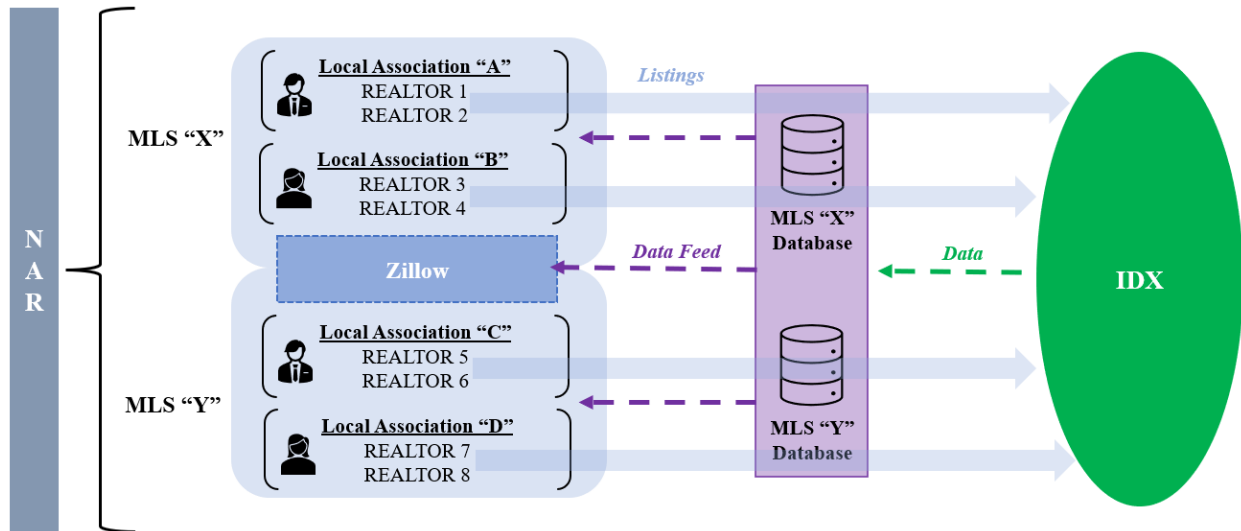 NAR
MLS “X”
Local Association “A”
REALTOR 1
REALTOR 2
Local Association “B”
REALTOR 3
REALTOR 4
Zillow
MLS “Y”
Local Association “C”
REALTOR 5
REALTOR 6
Local Association “D”
REALTOR 7
REALTOR 8
Listings
Data Feed
MLS “X”
Database
MLS “Y”
Database
Data
IDX